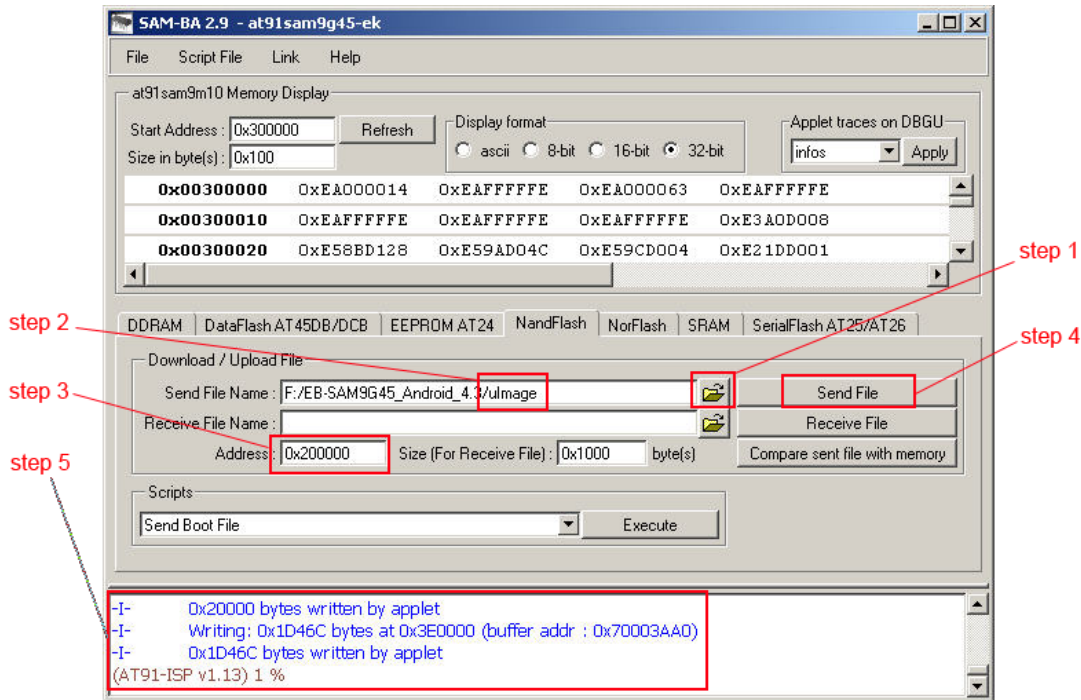 SAM-BA 2.9 - at91sam9g45-ek
File Script File Link Help
at91sam9m10 Memory Display
Start Address : 0x300000 Refresh
Size in byte(s) : 0x100
Display format
ascii 8-bit 16-bit 32-bit
Applet traces on DBGU
infos Apply
0x00300000 0xEA000014 0xEAFFFFFE 0xEA000063 0xEAFFFFFE
0x00300010 0xEAFFFFFE 0xEAFFFFFE 0xEAFFFFFE 0xE3A0D008
0x00300020 0xE58BD128 0xE59AD04C 0xE59CD004 0xE21DD001
step 1
step 2
DDRAM DataFlash AT45DB/DCB EEPROM AT24 NandFlash NorFlash SRAM SerialFlash AT25/AT26
step 4
Download / Upload File
step 3
Send File Name : F:/EB-SAM9G45_Android_4.3/uImage Send File
Receive File Name : Receive File
Address : 0x200000 Size (For Receive File) : 0x1000 byte(s) Compare sent file with memory
step 5
Scripts
Send Boot File Execute
-I- 0x20000 bytes written by applet
-I- Writing: 0x1D46C bytes at 0x3E0000 (buffer addr : 0x70003AA0)
-I- 0x1D46C bytes written by applet
(AT91-ISP v1.13) 1 %